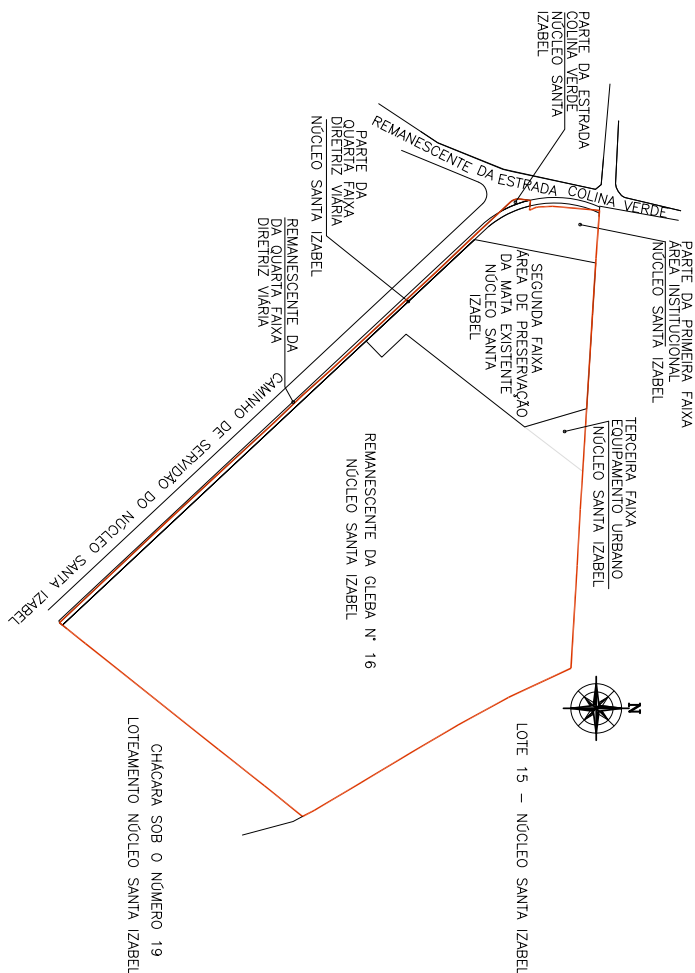 PARTE DA ESTRADA
COLINA VERDE
NÚCLEO SANTA
IZABEL
REMANESCENTE DA ESTRADA COLINA VERDE
PARTE DA PRIMEIRA FAIXA
ÁREA INSTITUCIONAL
NÚCLEO SANTA IZABEL
PARTE DA
QUARTA FAIXA
DIRETRIZ VIÁRIA
NÚCLEO SANTA IZABEL
SEGUNDA FAIXA
ÁREA DE PRESERVAÇÃO
DA MATA EXISTENTE
NÚCLEO SANTA
IZABEL
REMANESCENTE DA
DA QUARTA FAIXA
DIRETRIZ VIÁRIA
TERCEIRA FAIXA
EQUIPAMENTO URBANO
NÚCLEO SANTA IZABEL
CAMINHO DE SERVIDÃO DO NÚCLEO SANTA IZABEL
REMANESCENTE DA GLEBA N° 16
NÚCLEO SANTA IZABEL
N
LOTE 15 – NÚCLEO SANTA IZABEL
CHÁCARA SOB O NÚMERO 19
LOTEAMENTO NÚCLEO SANTA IZABEL